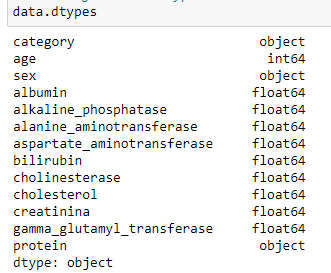 data.dtypes
category object
age int64
sex object
albumin float64
alkaline_phosphatase float64
alanine_aminotransferase float64
aspartate_aminotransferase float64
bilirubin float64
cholinesterase float64
cholesterol float64
creatinina float64
gamma_glutamyl_transferase float64
protein object
dtype: object